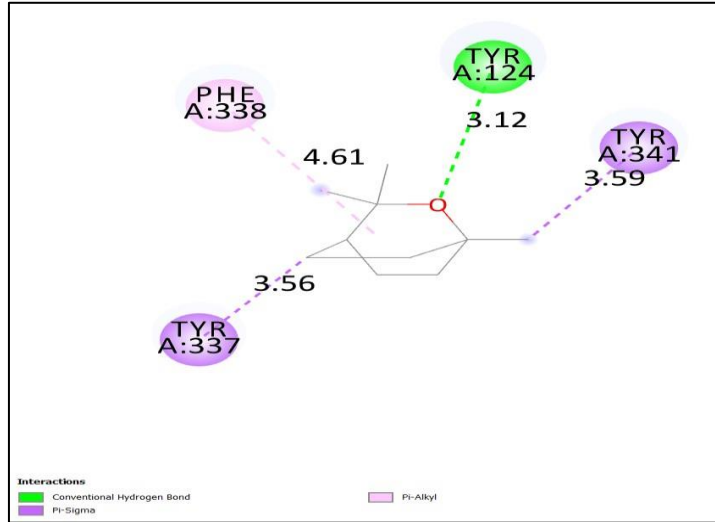 TYR
A:124
PHE
A:338
3.12
TYR
A:341
4.61
3.59
O
3.56
TYR
A:337
Interactions
Conventional Hydrogen Bond
Pi-Sigma
Pi-Alkyl